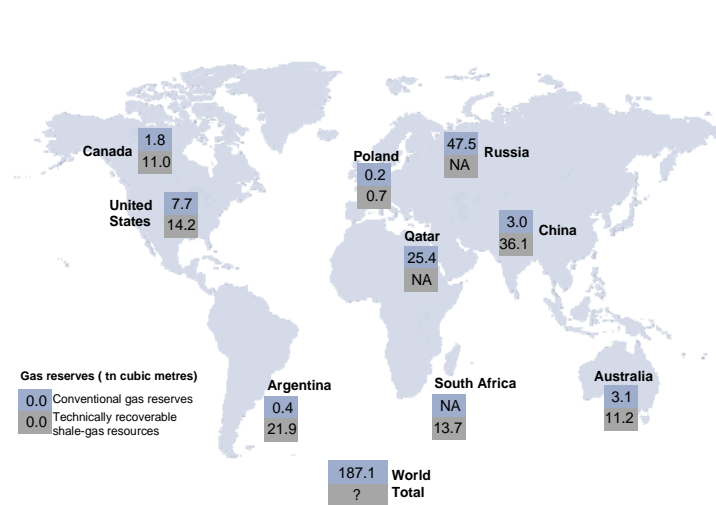 1.8
Canada
11.0
47.5
Russia
NA
Poland
0.2
0.7
United
States
7.7
14.2
3.0
China
36.1
Qatar
25.4
NA
Gas reserves ( tn cubic metres)
0.0 Conventional gas reserves
0.0 Technically recoverable
shale-gas resources
Argentina
0.4
21.9
South Africa
NA
13.7
Australia
3.1
11.2
187.1 World
? Total